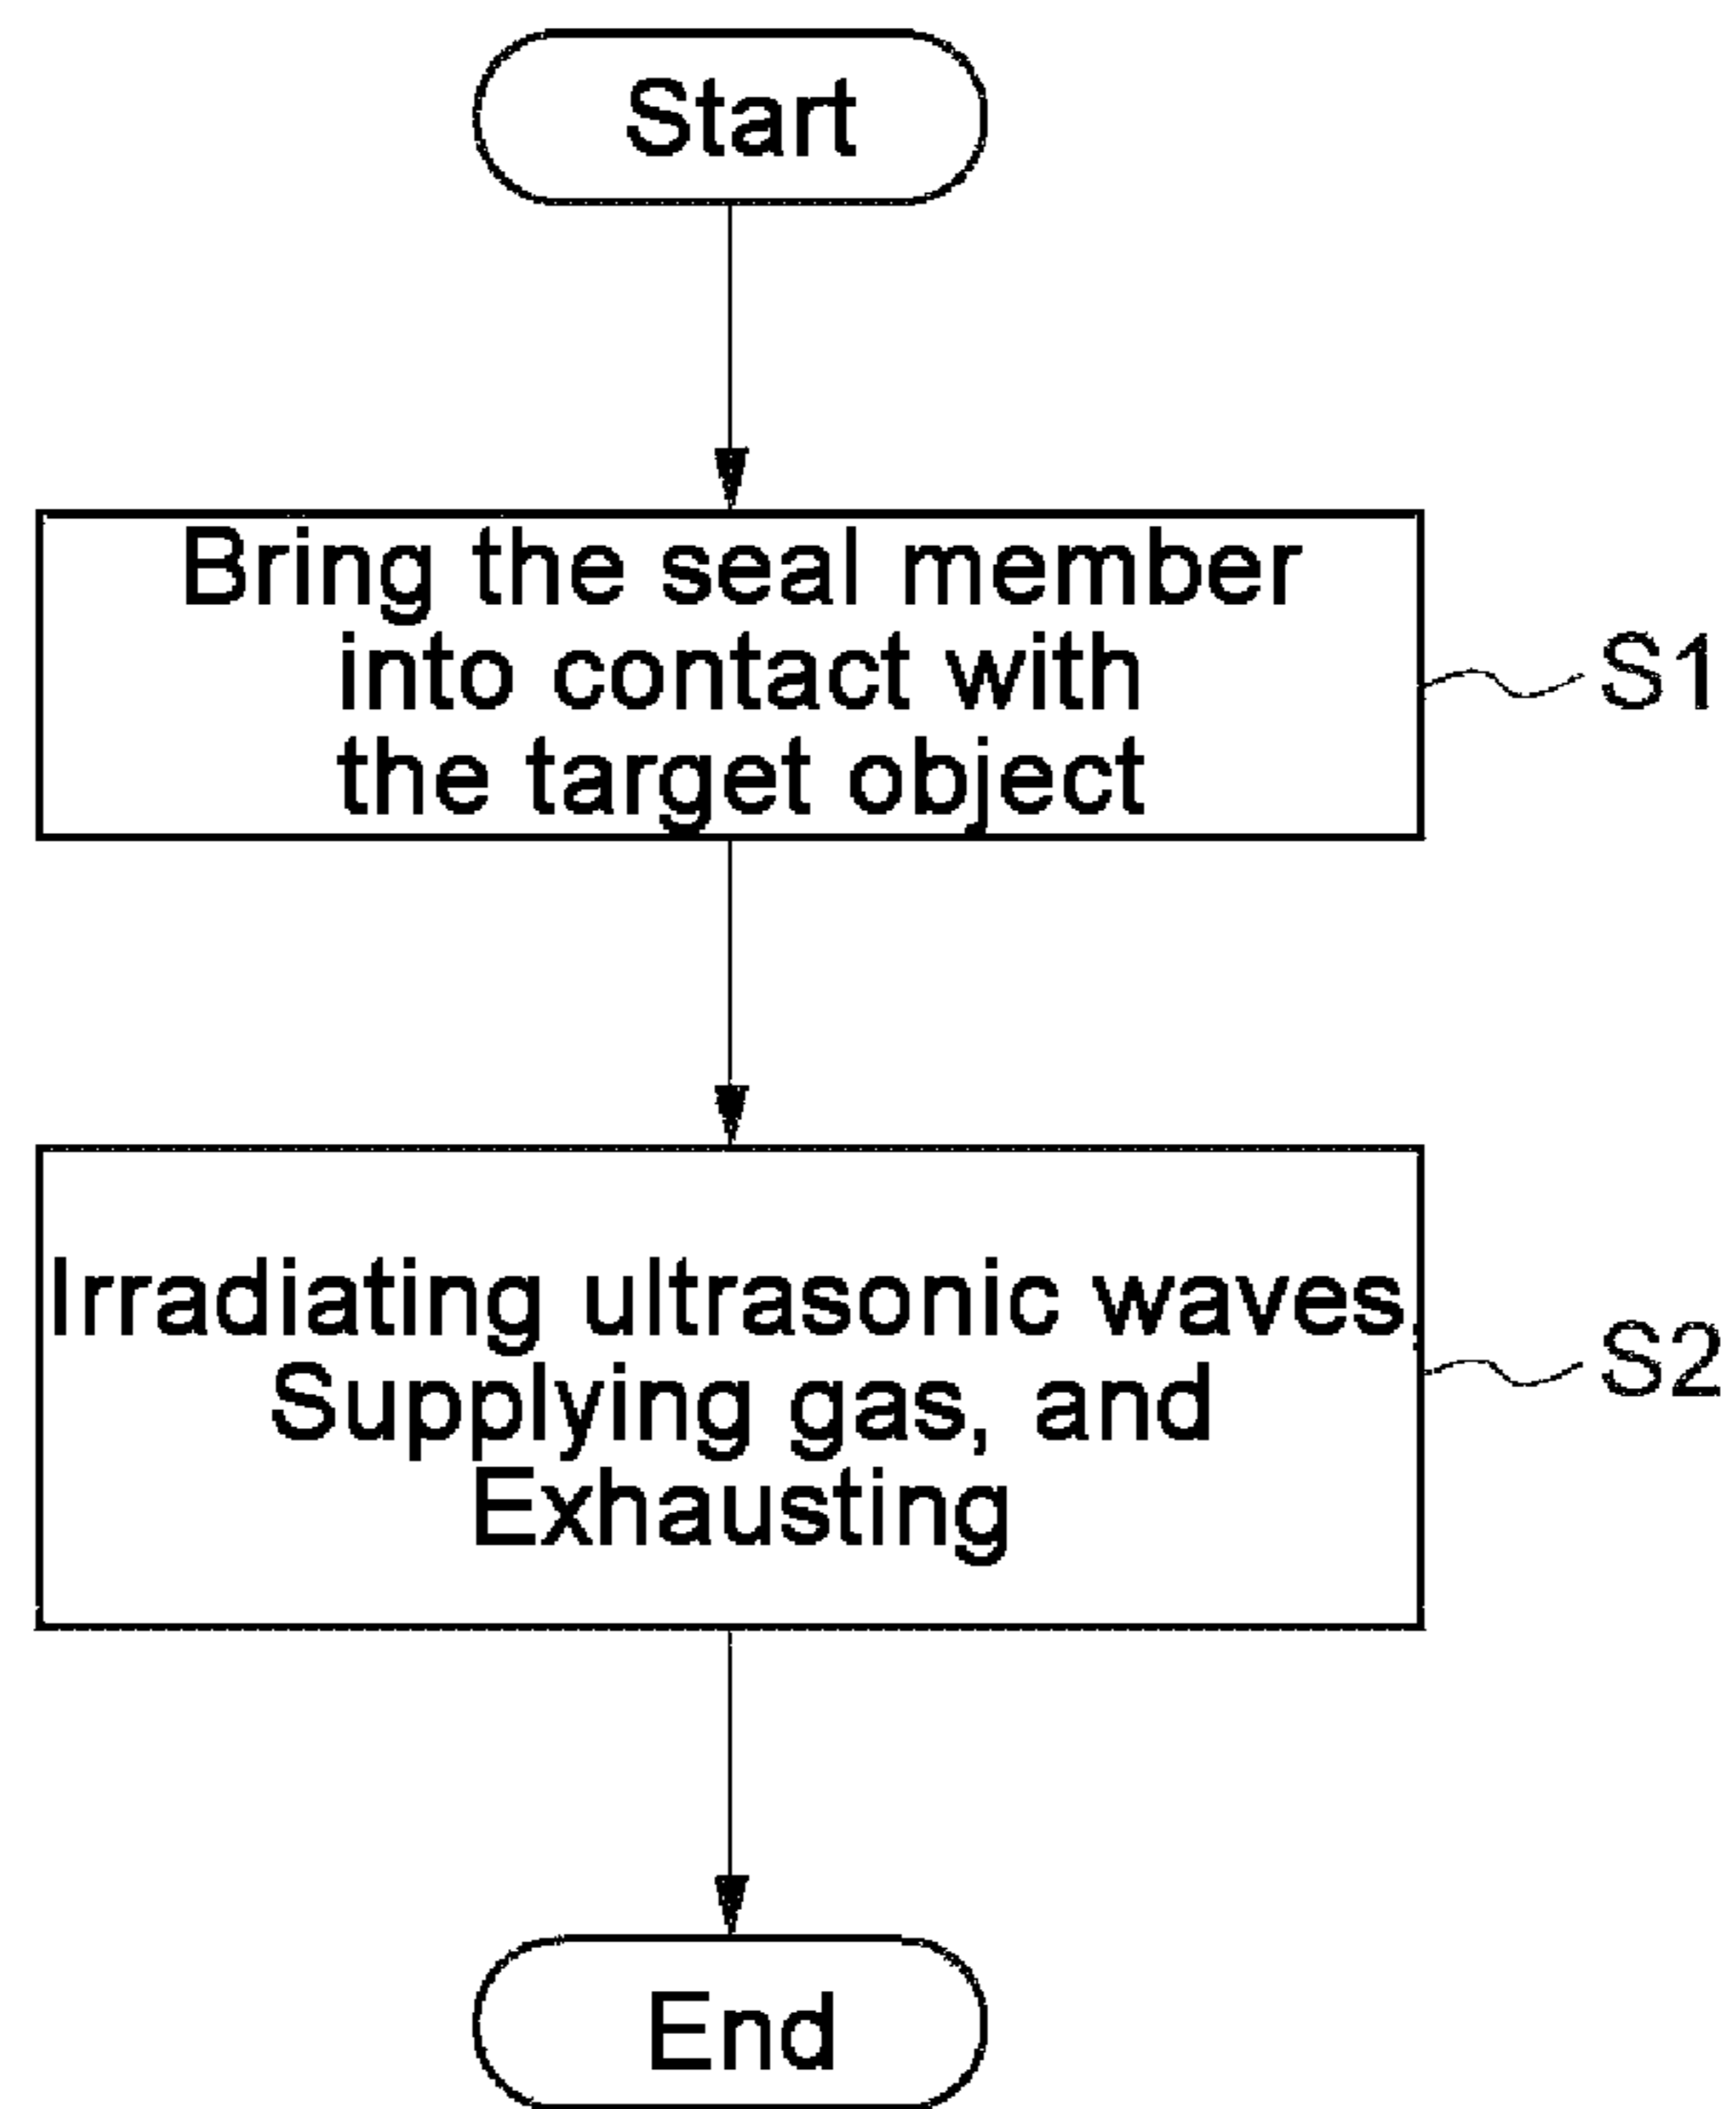 Start
Bring the seal member
into contact with
the target object
S1
Irradiating ultrasonic waves,
Supplying gas, and
Exhausting
S2
End